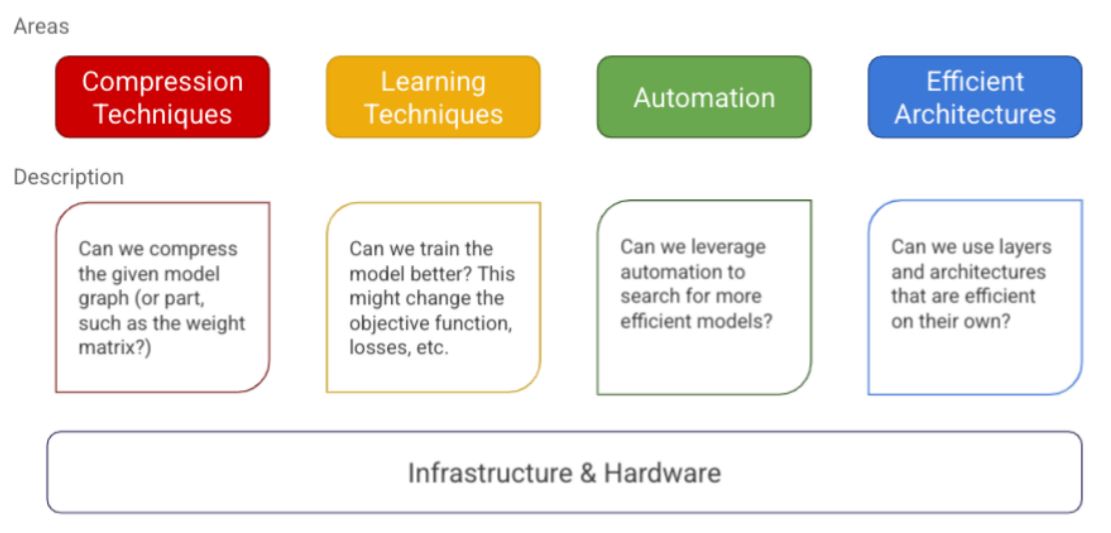 Areas
Compression
Techniques
Learning
Techniques
Automation
Efficient
Architectures
Description
Can we compress
the given model
graph (or part,
such as the weight
matrix?)
Can we train the
model better? This
might change the
objective function,
losses, etc.
Can we leverage
automation to
search for more
efficient models?
Can we use layers
and architectures
that are efficient
on their own?
Infrastructure & Hardware